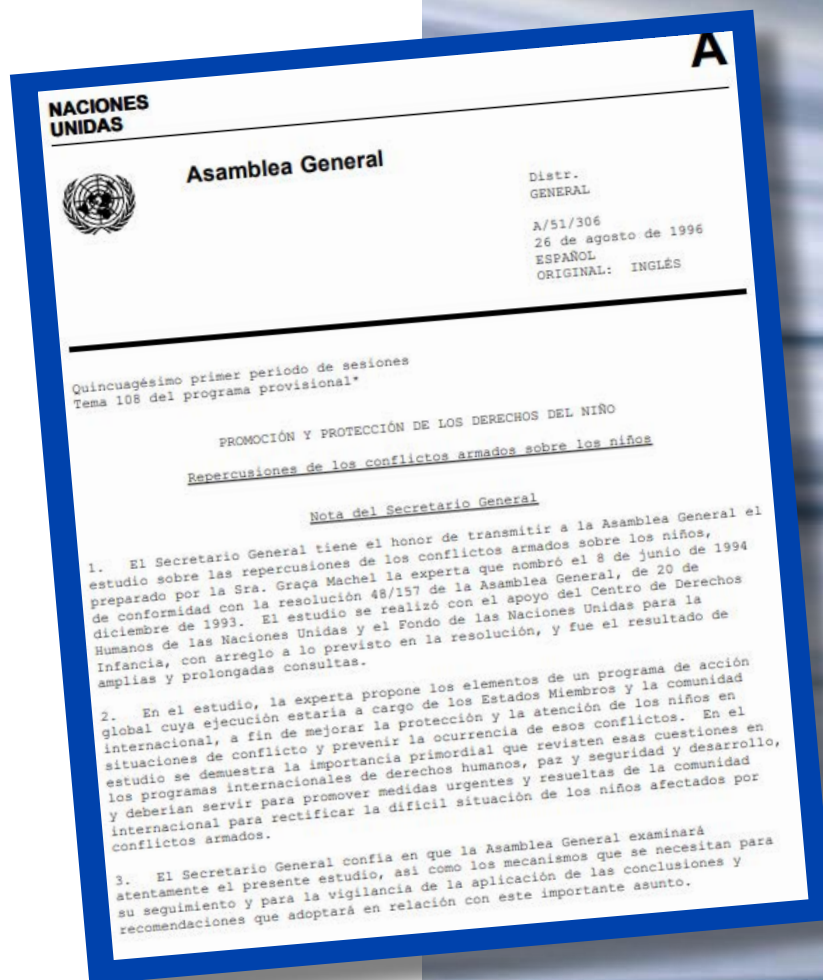 A
NACIONES
UNIDAS
Asamblea General
Distr.
GENERAL
A/51/306
26 de agosto de 1996
ESPAÑOL
ORIGINAL: INGLÉS
Quincuagésimo primer periodo de sesiones
Tema 108 del programa provisional*
PROMOCIÓN Y PROTECCIÓN DE LOS DERECHOS DEL NIÑO
Repercusiones de los conflictos armados sobre los niños
Nota del Secretario General
1. El Secretario General tiene el honor de transmitir a la Asamblea General el
estudio sobre las repercusiones de los conflictos armados sobre los niños,
preparado por la Sra. Graça Machel la experta que nombró el 8 de junio de 1994
de conformidad con la resolución 48/157 de la Asamblea General, de 20 de
diciembre de 1993. El estudio se realizó con el apoyo del Centro de Derechos
Humanos de las Naciones Unidas y el Fondo de las Naciones Unidas para la
Infancia, con arreglo a lo previsto en la resolución, y fue el resultado de
amplias y prolongadas consultas.
2. En el estudio, la experta propone los elementos de un programa de acción
global cuya ejecución estaría a cargo de los Estados Miembros y la comunidad
internacional, a fin de mejorar la protección y la atención de los niños en
situaciones de conflicto y prevenir la ocurrencia de esos conflictos. En el
estudio se demuestra la importancia primordial que revisten esas cuestiones en
los programas internacionales de derechos humanos, paz y seguridad y desarrollo,
y deberían servir para promover medidas urgentes y resueltas de la comunidad
internacional para rectificar la difícil situación de los niños afectados por
conflictos armados.
3. El Secretario General confía en que la Asamblea General examinará
atentamente el presente estudio, así como los mecanismos que se necesitan para
su seguimiento y para la vigilancia de la aplicación de las conclusiones y
recomendaciones que adoptará en relación con este importante asunto.